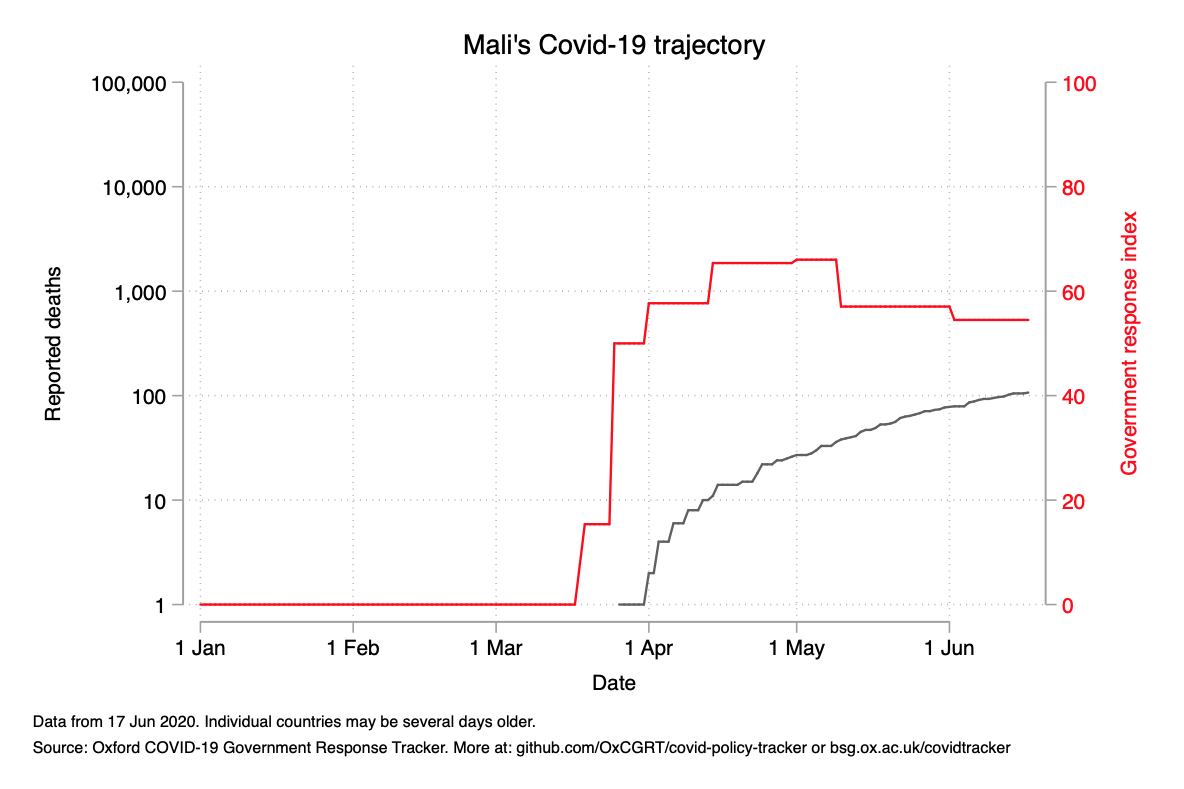 Mali's Covid-19 trajectory
100,000
10,000
1,000
100
10
1
Reported deaths
100
80
60
40
20
0
Government response index
1 Jan
1 Feb
1 Mar
1 Apr
1 May
1 Jun
Date
Data from 17 Jun 2020. Individual countries may be several days older.
Source: Oxford COVID-19 Government Response Tracker. More at: github.com/OxCGRT/covid-policy-tracker or bsg.ox.ac.uk/covidtracker